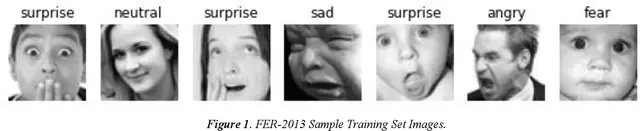 surprise neutral surprise sad surprise angry fear
Figure 1. FER-2013 Sample Training Set Images.